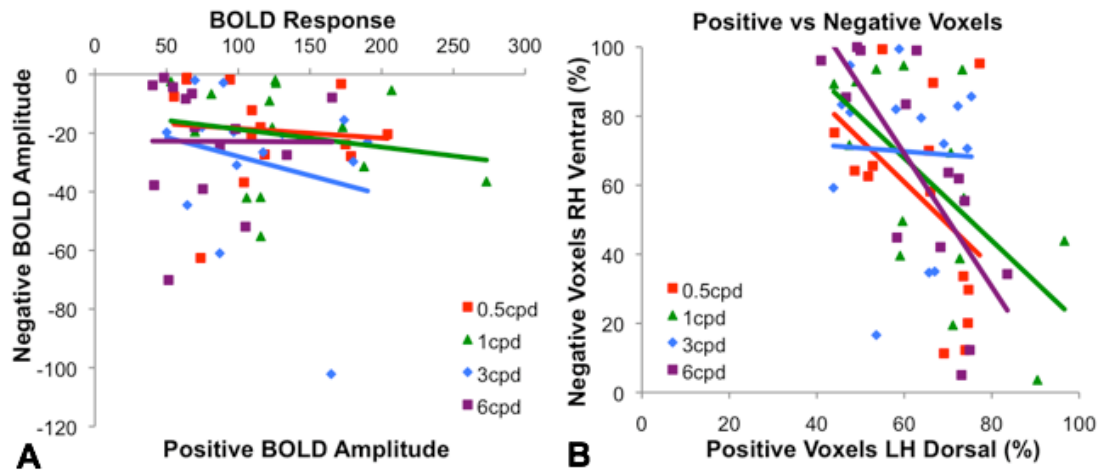 BOLD Response
0 50 100 150 200 250 300
0
-20
-40
-60
-80
-100
-120
Negative BOLD Amplitude
0.5cpd
1cpd
3cpd
6cpd
A
Positive BOLD Amplitude
Positive vs Negative Voxels
100
80
60
40
20
0
Negative Voxels RH Ventral (%)
0.5cpd
1cpd
3cpd
6cpd
0 20 40 60 80 100
B
Positive Voxels LH Dorsal (%)